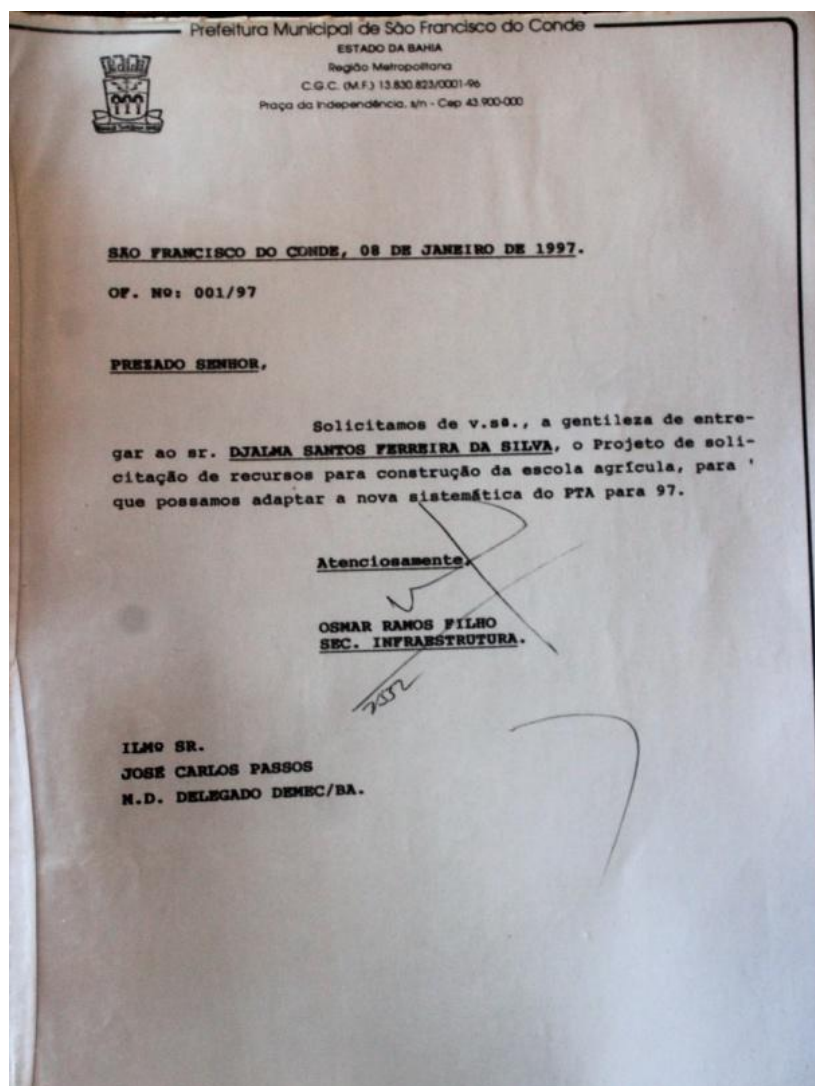 Prefeitura Municipal de São Francisco do Conde
ESTADO DA BAHIA
Região Metropolitana
C.G.C. (M.F.) 13.830.823/0001-96
Praça da Independência, s/n - Cep 43.900-000
SÃO FRANCISCO DO CONDE, 08 DE JANEIRO DE 1997.
OF. Nº: 001/97
PREZADO SENHOR,
Solicitamos de v.sª., a gentileza de entre-
gar ao sr. DJALMA SANTOS FERREIRA DA SILVA, o Projeto de soli-
citação de recursos para construção da escola agrícula, para '
que possamos adaptar a nova sistemática do PTA para 97.
Atenciosamente,
OSMAR RAMOS FILHO
SEC. INFRAESTRUTURA.
ILMº SR.
JOSÉ CARLOS PASSOS
M.D. DELEGADO DEMEC/BA.